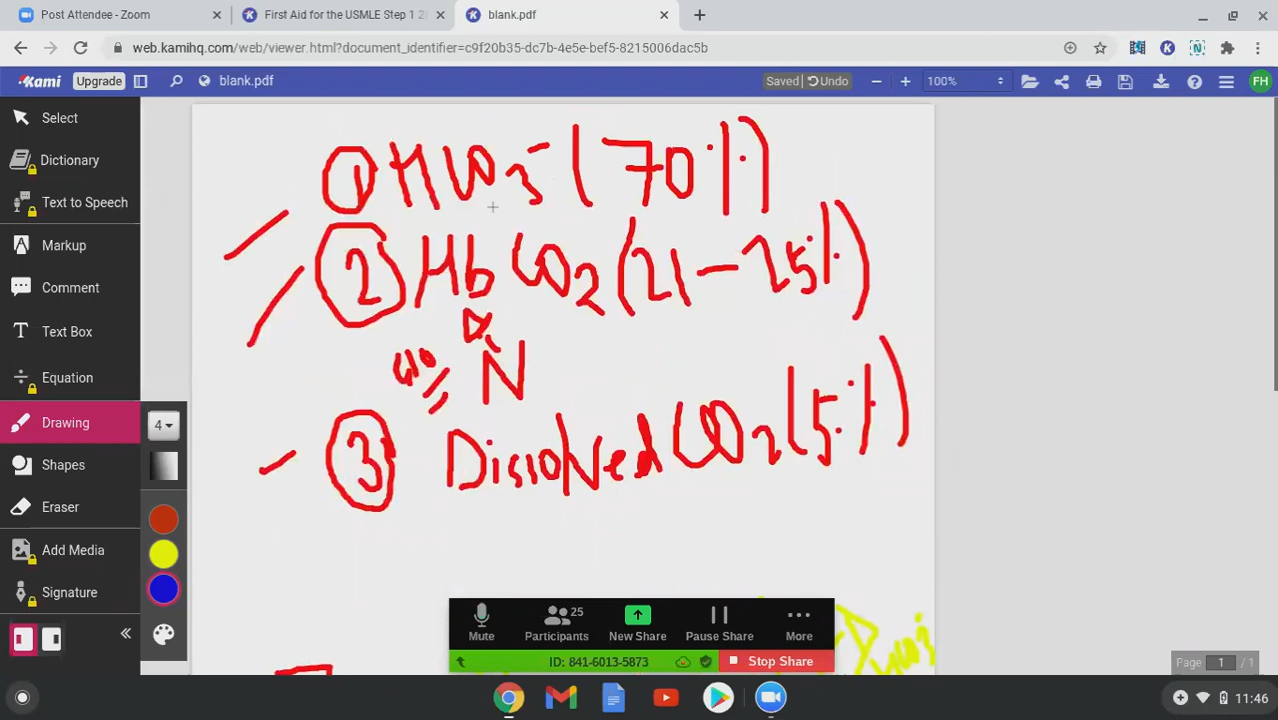 Post Attendee - Zoom
First Aid for the USMLE Step 1 2
blank.pdf
web.kamihq.com/web/viewer.html?document_identifier=c9f20b35-dc7b-4e5e-bef5-8215006dac5b
Kami Upgrade blank.pdf Saved Undo 100% FH
Select
Dictionary
Text to Speech
Markup
Comment
Text Box
Equation
Drawing 4
Shapes
Eraser
Add Media
Signature
① HCO3- (70%)
② HbCO2 (21-25%)
N
③ Dissolved CO2 (5%)
25
Mute Participants New Share Pause Share More
ID: 841-6013-5873 Stop Share
Page 1 / 1
11:46